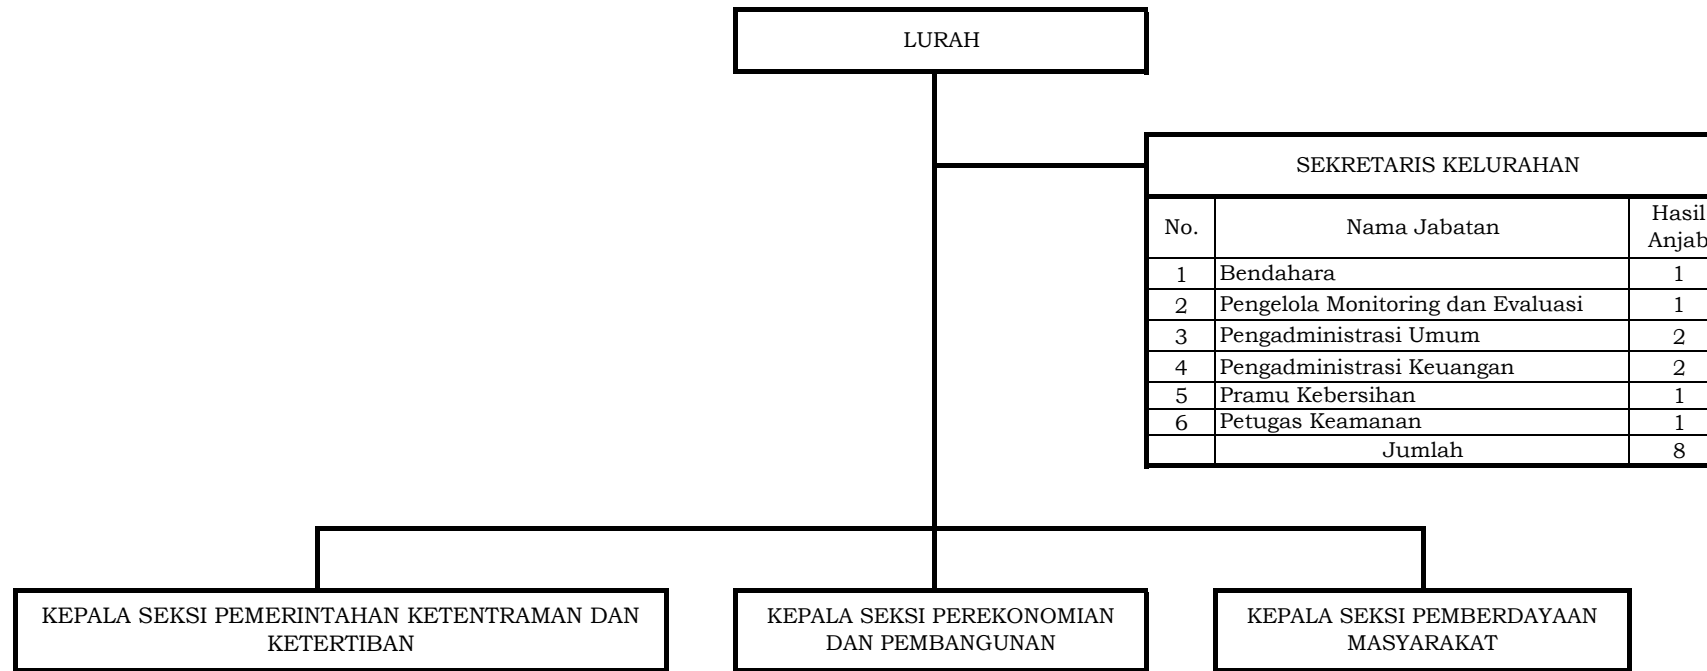 LURAH
SEKRETARIS KELURAHAN
No. Nama Jabatan Hasil Anjab
1 Bendahara 1
2 Pengelola Monitoring dan Evaluasi 1
3 Pengadministrasi Umum 2
4 Pengadministrasi Keuangan 2
5 Pramu Kebersihan 1
6 Petugas Keamanan 1
Jumlah 8
KEPALA SEKSI PEMERINTAHAN KETENTRAMAN DAN
KETERTIBAN
KEPALA SEKSI PEREKONOMIAN
DAN PEMBANGUNAN
KEPALA SEKSI PEMBERDAYAAN
MASYARAKAT